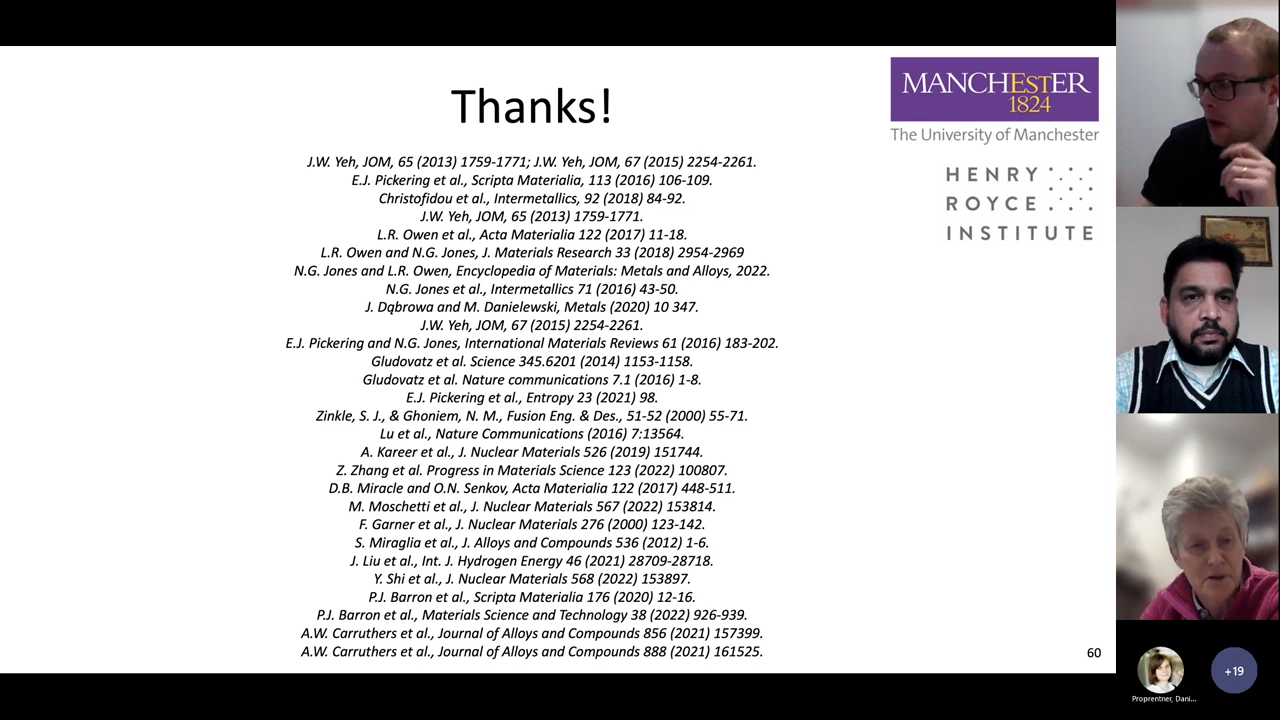 Thanks!
J.W. Yeh, JOM, 65 (2013) 1759-1771; J.W. Yeh, JOM, 67 (2015) 2254-2261.
E.J. Pickering et al., Scripta Materialia, 113 (2016) 106-109.
Christofidou et al., Intermetallics, 92 (2018) 84-92.
J.W. Yeh, JOM, 65 (2013) 1759-1771.
L.R. Owen et al., Acta Materialia 122 (2017) 11-18.
L.R. Owen and N.G. Jones, J. Materials Research 33 (2018) 2954-2969
N.G. Jones and L.R. Owen, Encyclopedia of Materials: Metals and Alloys, 2022.
N.G. Jones et al., Intermetallics 71 (2016) 43-50.
J. Dąbrowa and M. Danielewski, Metals (2020) 10 347.
J.W. Yeh, JOM, 67 (2015) 2254-2261.
E.J. Pickering and N.G. Jones, International Materials Reviews 61 (2016) 183-202.
Gludovatz et al. Science 345.6201 (2014) 1153-1158.
Gludovatz et al. Nature communications 7.1 (2016) 1-8.
E.J. Pickering et al., Entropy 23 (2021) 98.
Zinkle, S. J., & Ghoniem, N. M., Fusion Eng. & Des., 51-52 (2000) 55-71.
Lu et al., Nature Communications (2016) 7:13564.
A. Kareer et al., J. Nuclear Materials 526 (2019) 151744.
Z. Zhang et al. Progress in Materials Science 123 (2022) 100807.
D.B. Miracle and O.N. Senkov, Acta Materialia 122 (2017) 448-511.
M. Moschetti et al., J. Nuclear Materials 567 (2022) 153814.
F. Garner et al., J. Nuclear Materials 276 (2000) 123-142.
S. Miraglia et al., J. Alloys and Compounds 536 (2012) 1-6.
J. Liu et al., Int. J. Hydrogen Energy 46 (2021) 28709-28718.
Y. Shi et al., J. Nuclear Materials 568 (2022) 153897.
P.J. Barron et al., Scripta Materialia 176 (2020) 12-16.
P.J. Barron et al., Materials Science and Technology 38 (2022) 926-939.
A.W. Carruthers et al., Journal of Alloys and Compounds 856 (2021) 157399.
A.W. Carruthers et al., Journal of Alloys and Compounds 888 (2021) 161525.
MANCHESTER
1824
The University of Manchester
HENRY
ROYCE
INSTITUTE
60
+19
Proprentner, Dani...